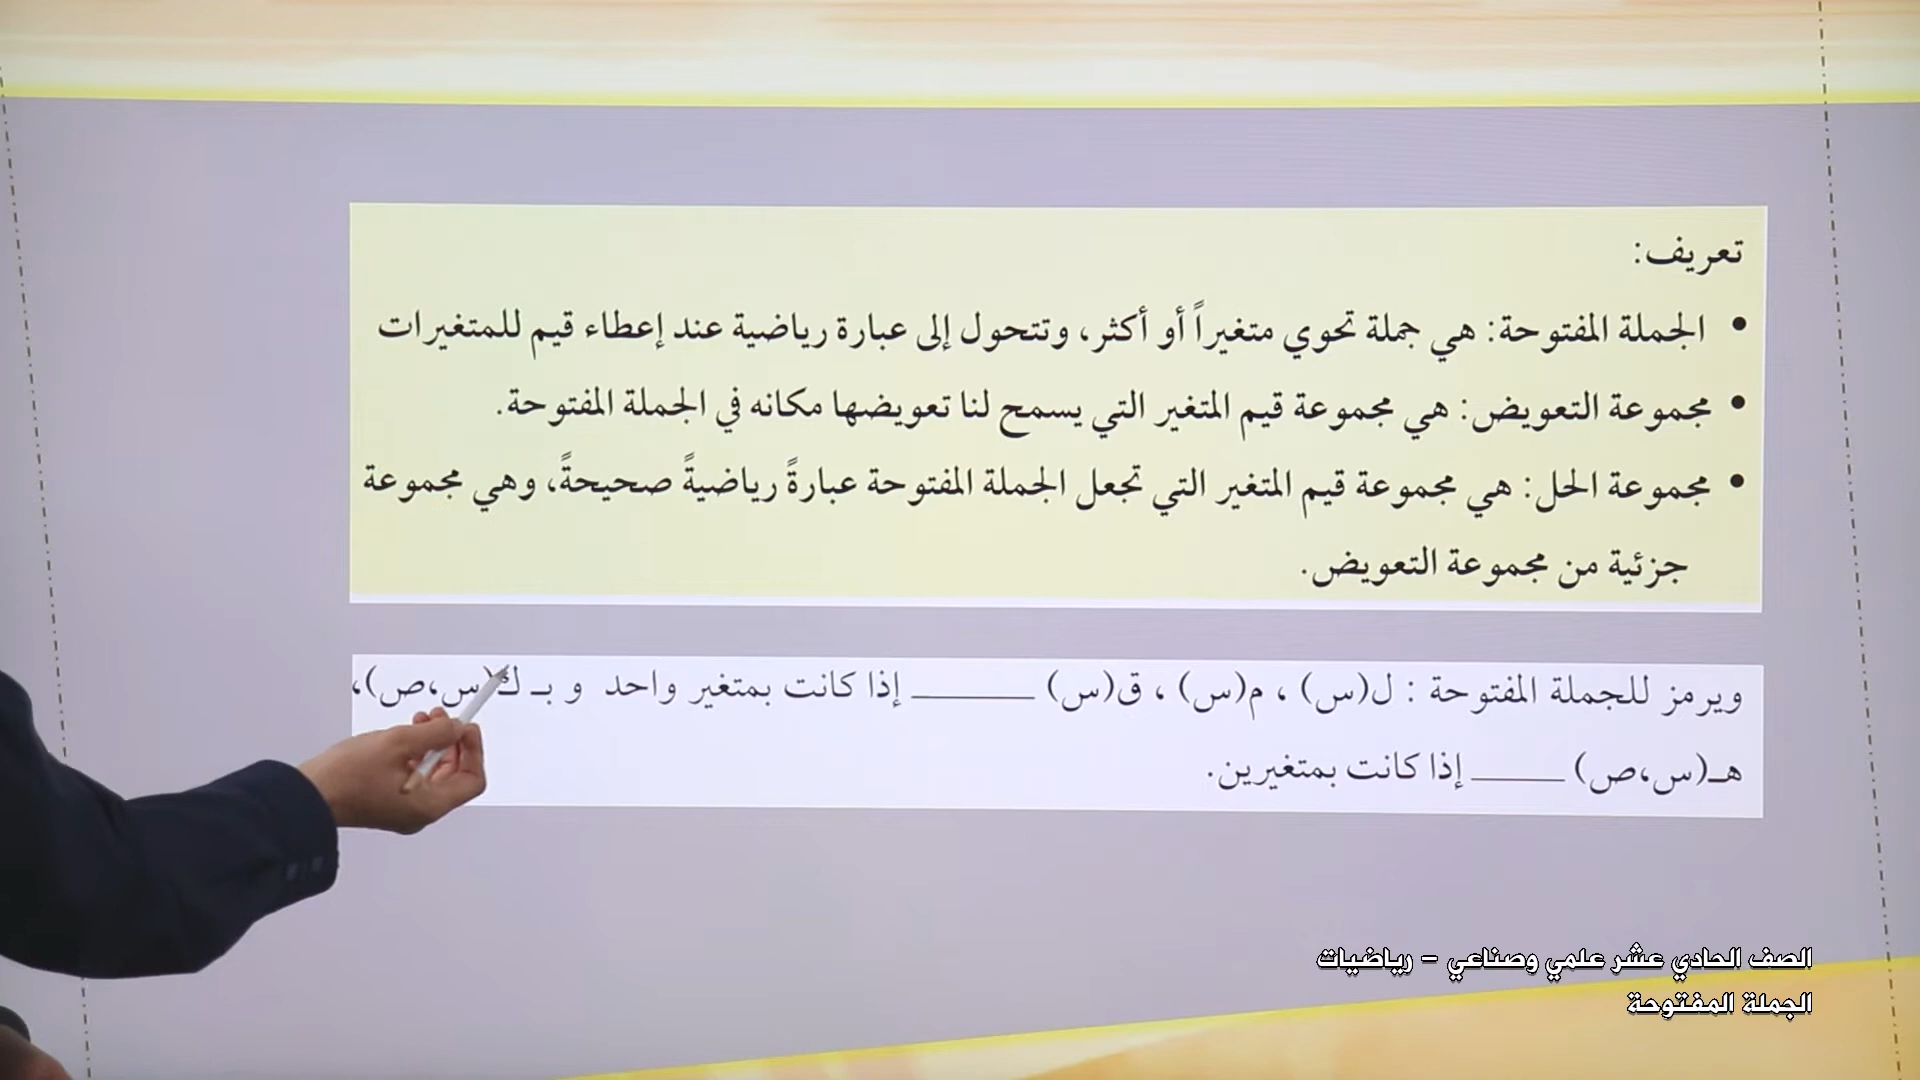 تعريف:
• الجملة المفتوحة: هي جملة تحوي متغيراً أو أكثر، وتتحول إلى عبارة رياضية عند إعطاء قيم للمتغيرات
• مجموعة التعويض: هي مجموعة قيم المتغير التي يسمح لنا تعويضها مكانه في الجملة المفتوحة.
• مجموعة الحل: هي مجموعة قيم المتغير التي تجعل الجملة المفتوحة عبارةً رياضيةً صحيحةً، وهي مجموعة
جزئية من مجموعة التعويض.
ويرمز للجملة المفتوحة : ل(س) ، م(س) ، ق(س) ــــــــــ إذا كانت بمتغير واحد و بـ ك(س،ص)،
هـ(س،ص) ــــــــــ إذا كانت بمتغيرين.
الصف الحادي عشر علمي وصناعي - رياضيات
الجملة المفتوحة